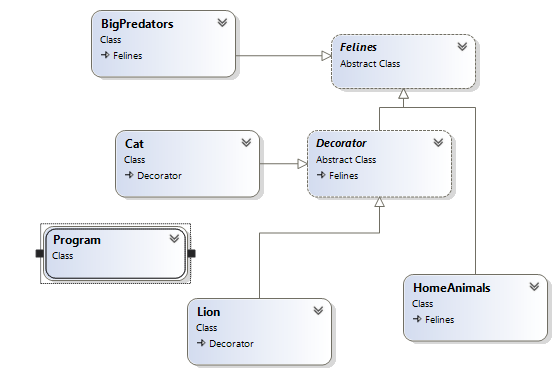 BigPredators
Class
Felines
Felines
Abstract Class
Cat
Class
Decorator
Decorator
Abstract Class
Felines
Program
Class
HomeAnimals
Class
Felines
Lion
Class
Decorator